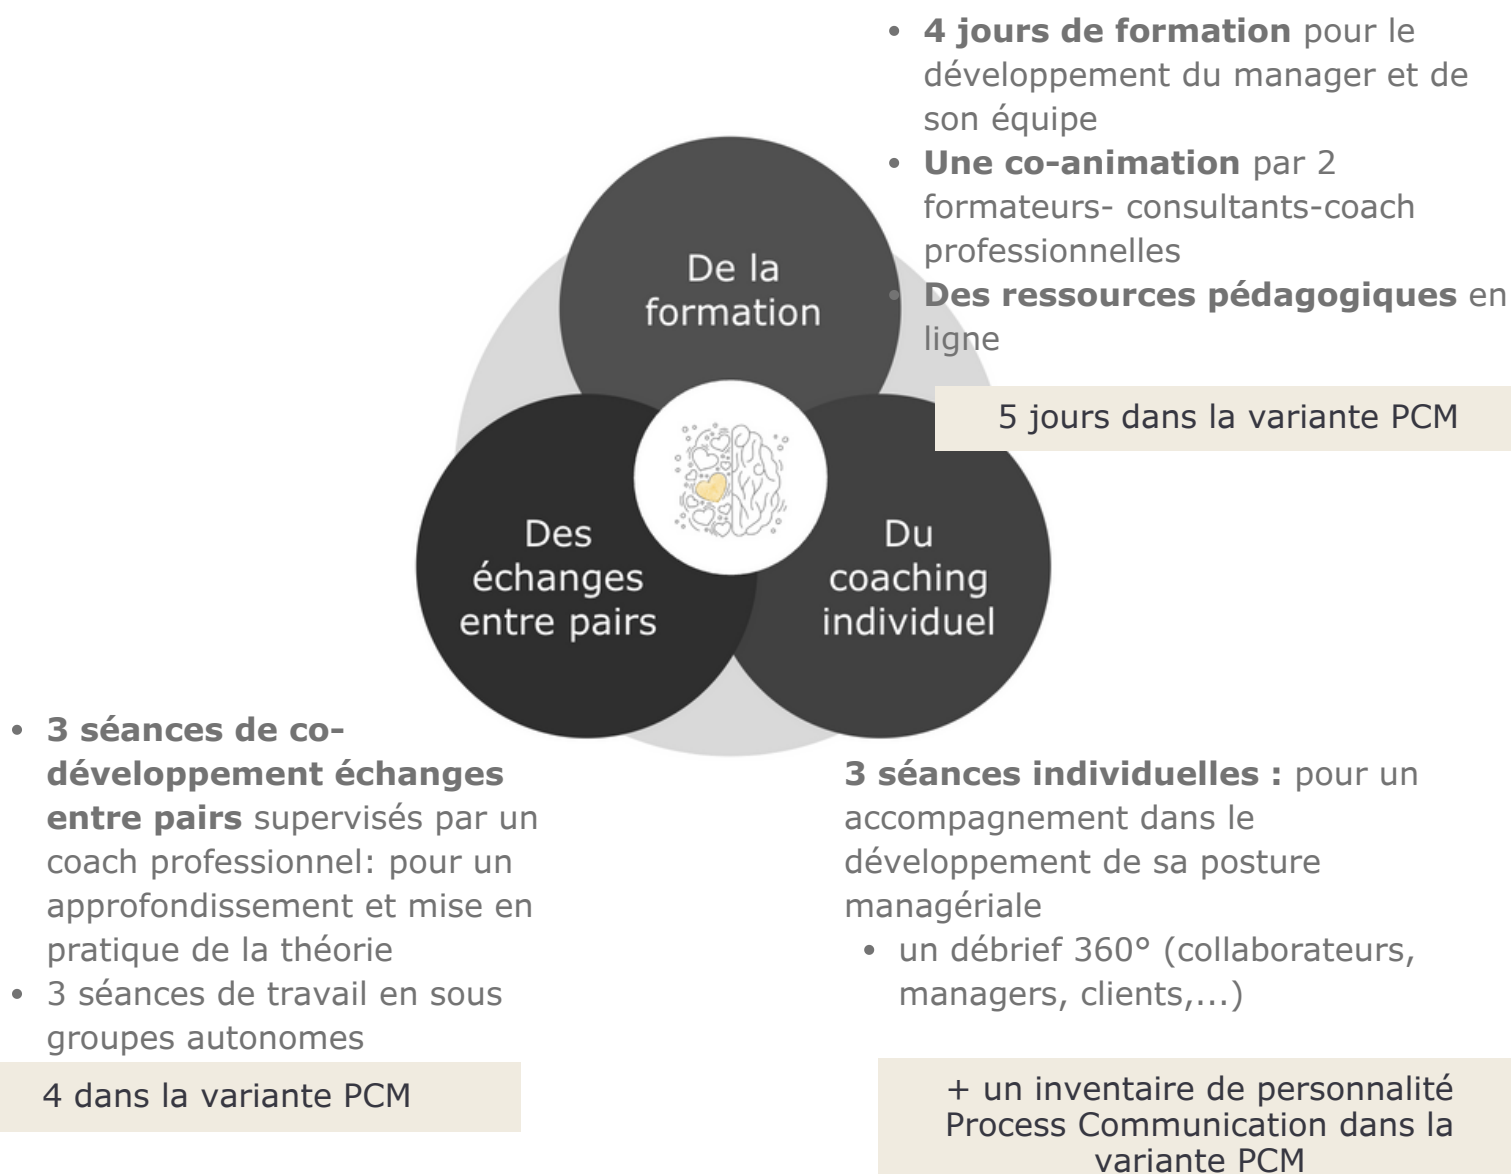 4 jours de formation pour le
développement du manager et de
son équipe
Une co-animation par 2
formateurs- consultants-coach
professionnelles
Des ressources pédagogiques en
ligne
5 jours dans la variante PCM
De la
formation
Des
échanges
entre pairs
Du
coaching
individuel
3 séances de co-
développement échanges
entre pairs supervisés par un
coach professionnel: pour un
approfondissement et mise en
pratique de la théorie
3 séances de travail en sous
groupes autonomes
4 dans la variante PCM
3 séances individuelles : pour un
accompagnement dans le
développement de sa posture
managériale
un débrief 360° (collaborateurs,
managers, clients,...)
+ un inventaire de personnalité
Process Communication dans la
variante PCM